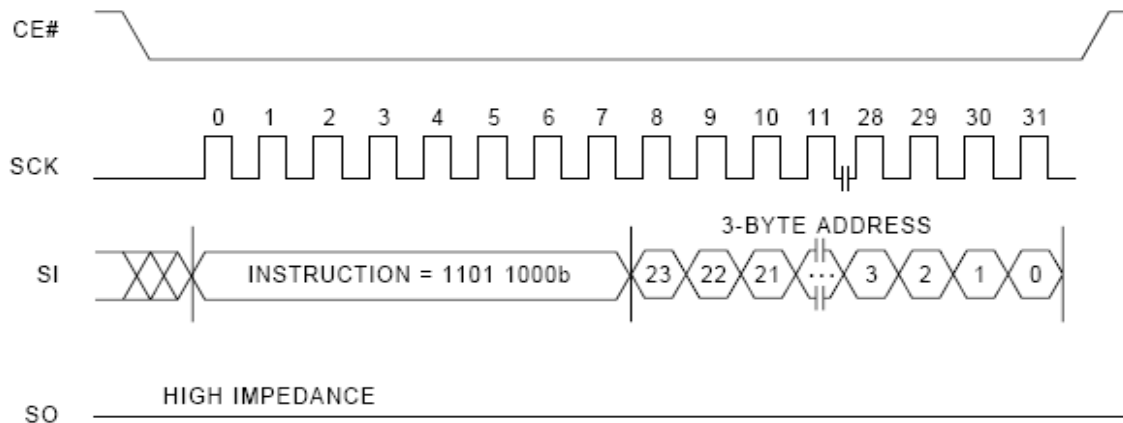 CE#
0 1 2 3 4 5 6 7 8 9 10 11 28 29 30 31
SCK
3-BYTE ADDRESS
SI INSTRUCTION = 1101 1000b 23 22 21 ... 3 2 1 0
HIGH IMPEDANCE
SO